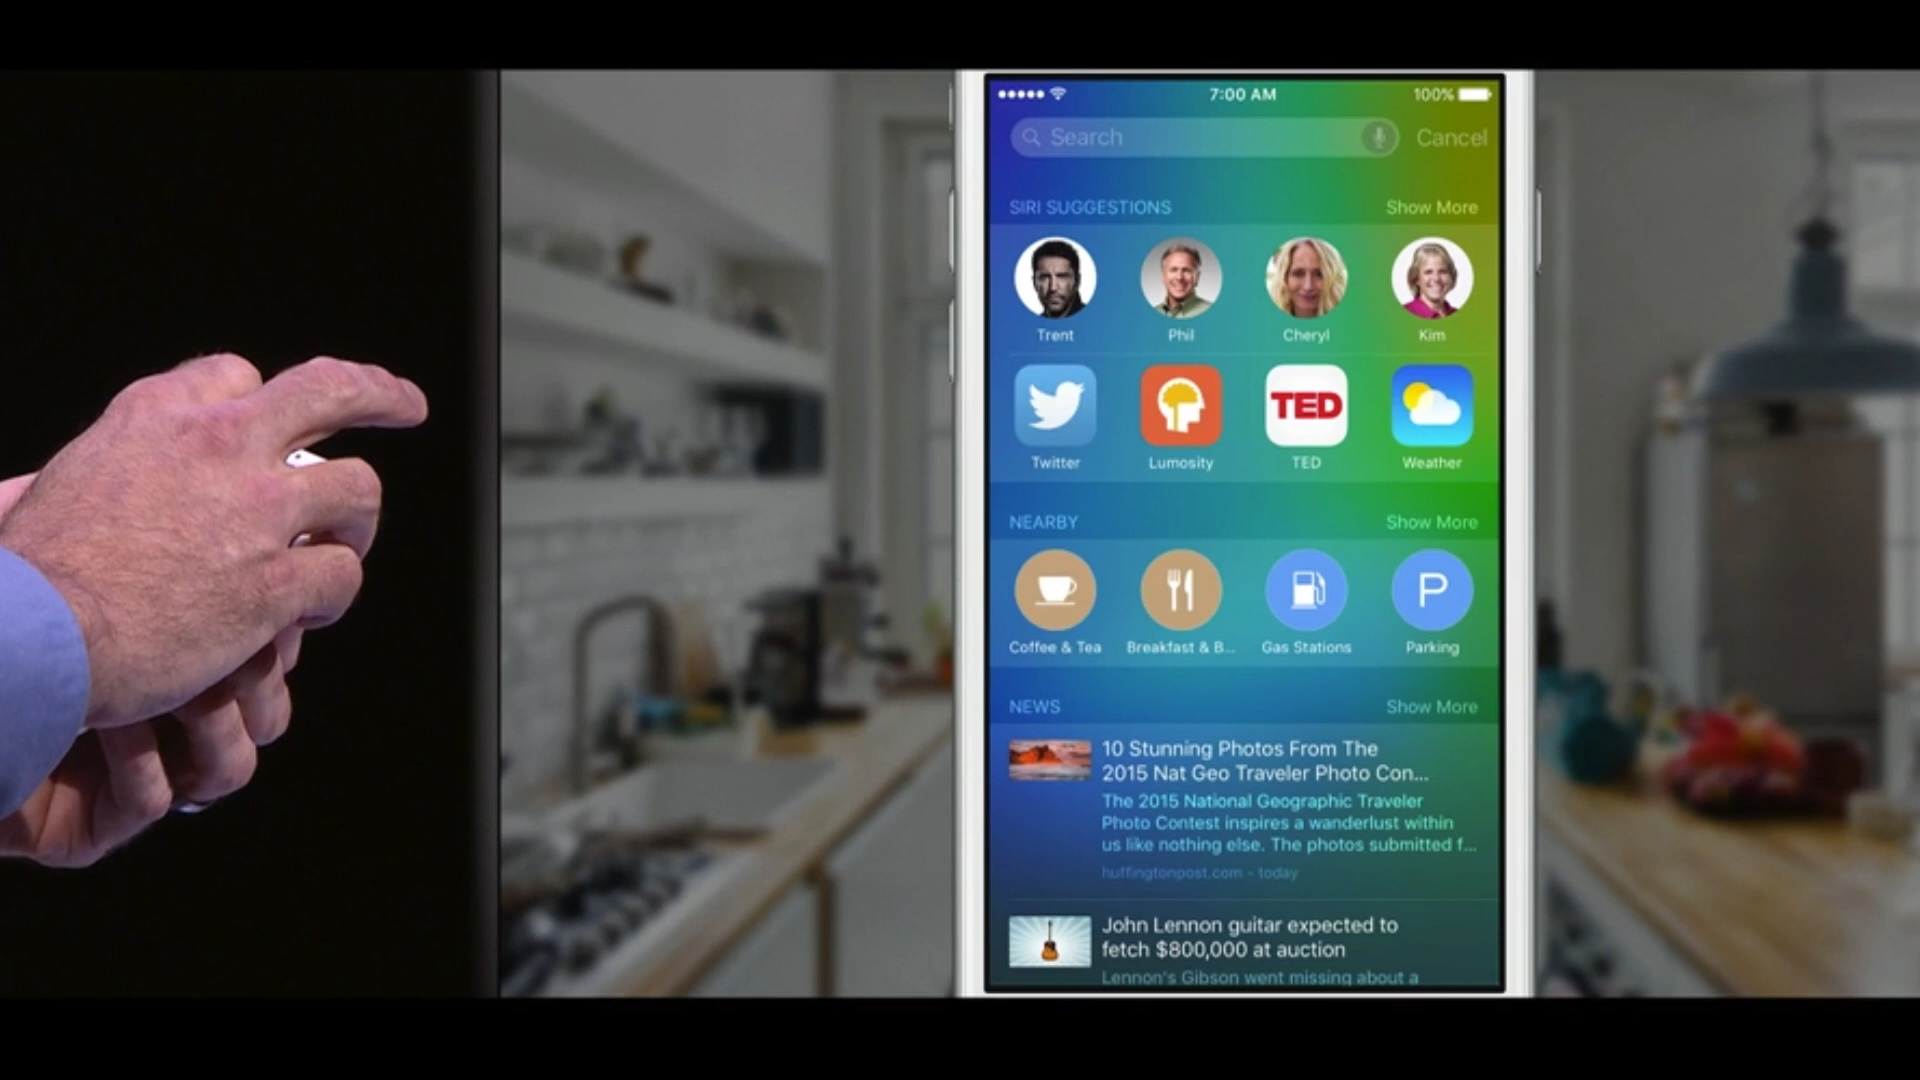 7:00 AM 100%
Search Cancel
SIRI SUGGESTIONS Show More
Trent Phil Cheryl Kim
TED
Twitter Lumosity TED Weather
NEARBY Show More
P
Coffee & Tea Breakfast & B... Gas Stations Parking
NEWS Show More
10 Stunning Photos From The
2015 Nat Geo Traveler Photo Con...
The 2015 National Geographic Traveler
Photo Contest inspires a wanderlust within
us like nothing else. The photos submitted f...
huffingtonpost.com - today
John Lennon guitar expected to
fetch $800,000 at auction
Lennon's Gibson went missing about a